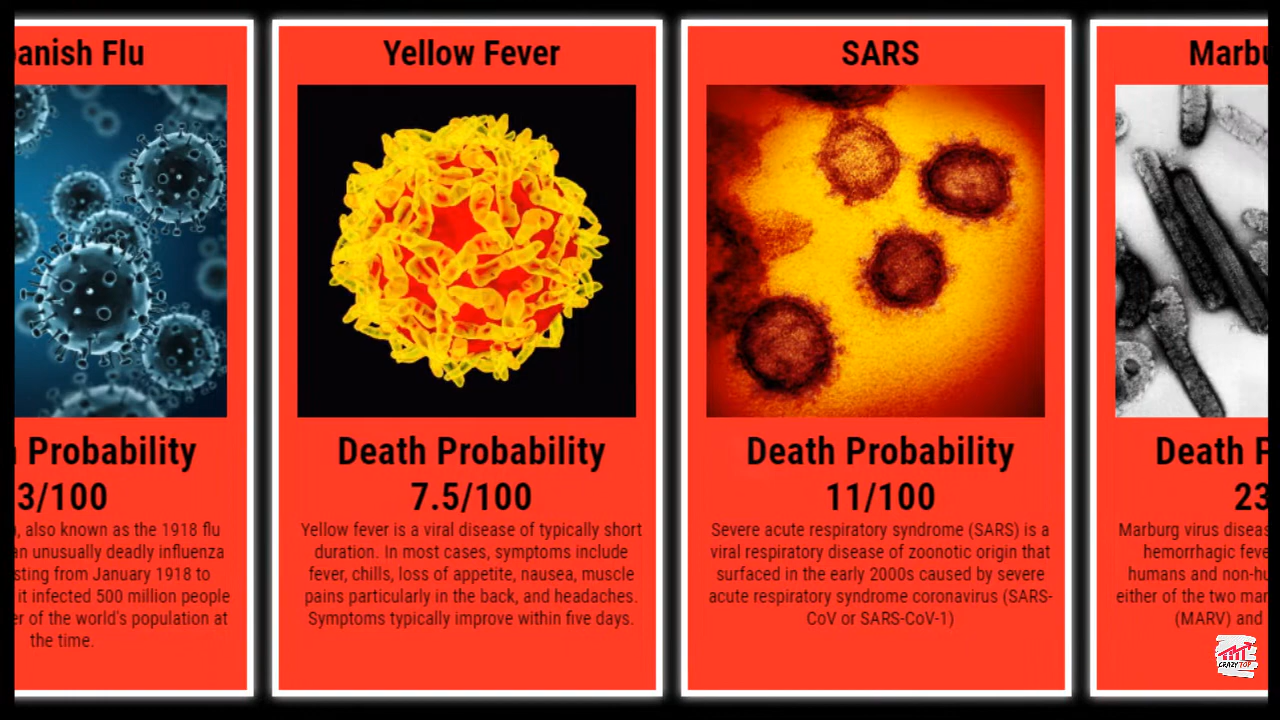 anish Flu
Probability
3/100
, also known as the 1918 flu
an unusually deadly influenza
sting from January 1918 to
it infected 500 million people
er of the world's population at
the time.
Yellow Fever
Death Probability
7.5/100
Yellow fever is a viral disease of typically short
duration. In most cases, symptoms include
fever, chills, loss of appetite, nausea, muscle
pains particularly in the back, and headaches.
Symptoms typically improve within five days.
SARS
Death Probability
11/100
Severe acute respiratory syndrome (SARS) is a
viral respiratory disease of zoonotic origin that
surfaced in the early 2000s caused by severe
acute respiratory syndrome coronavirus (SARS-
CoV or SARS-CoV-1)
Marbu
Death P
23
Marburg virus diseas
hemorrhagic feve
humans and non-hu
either of the two mar
(MARV) and
CRAZY TOP